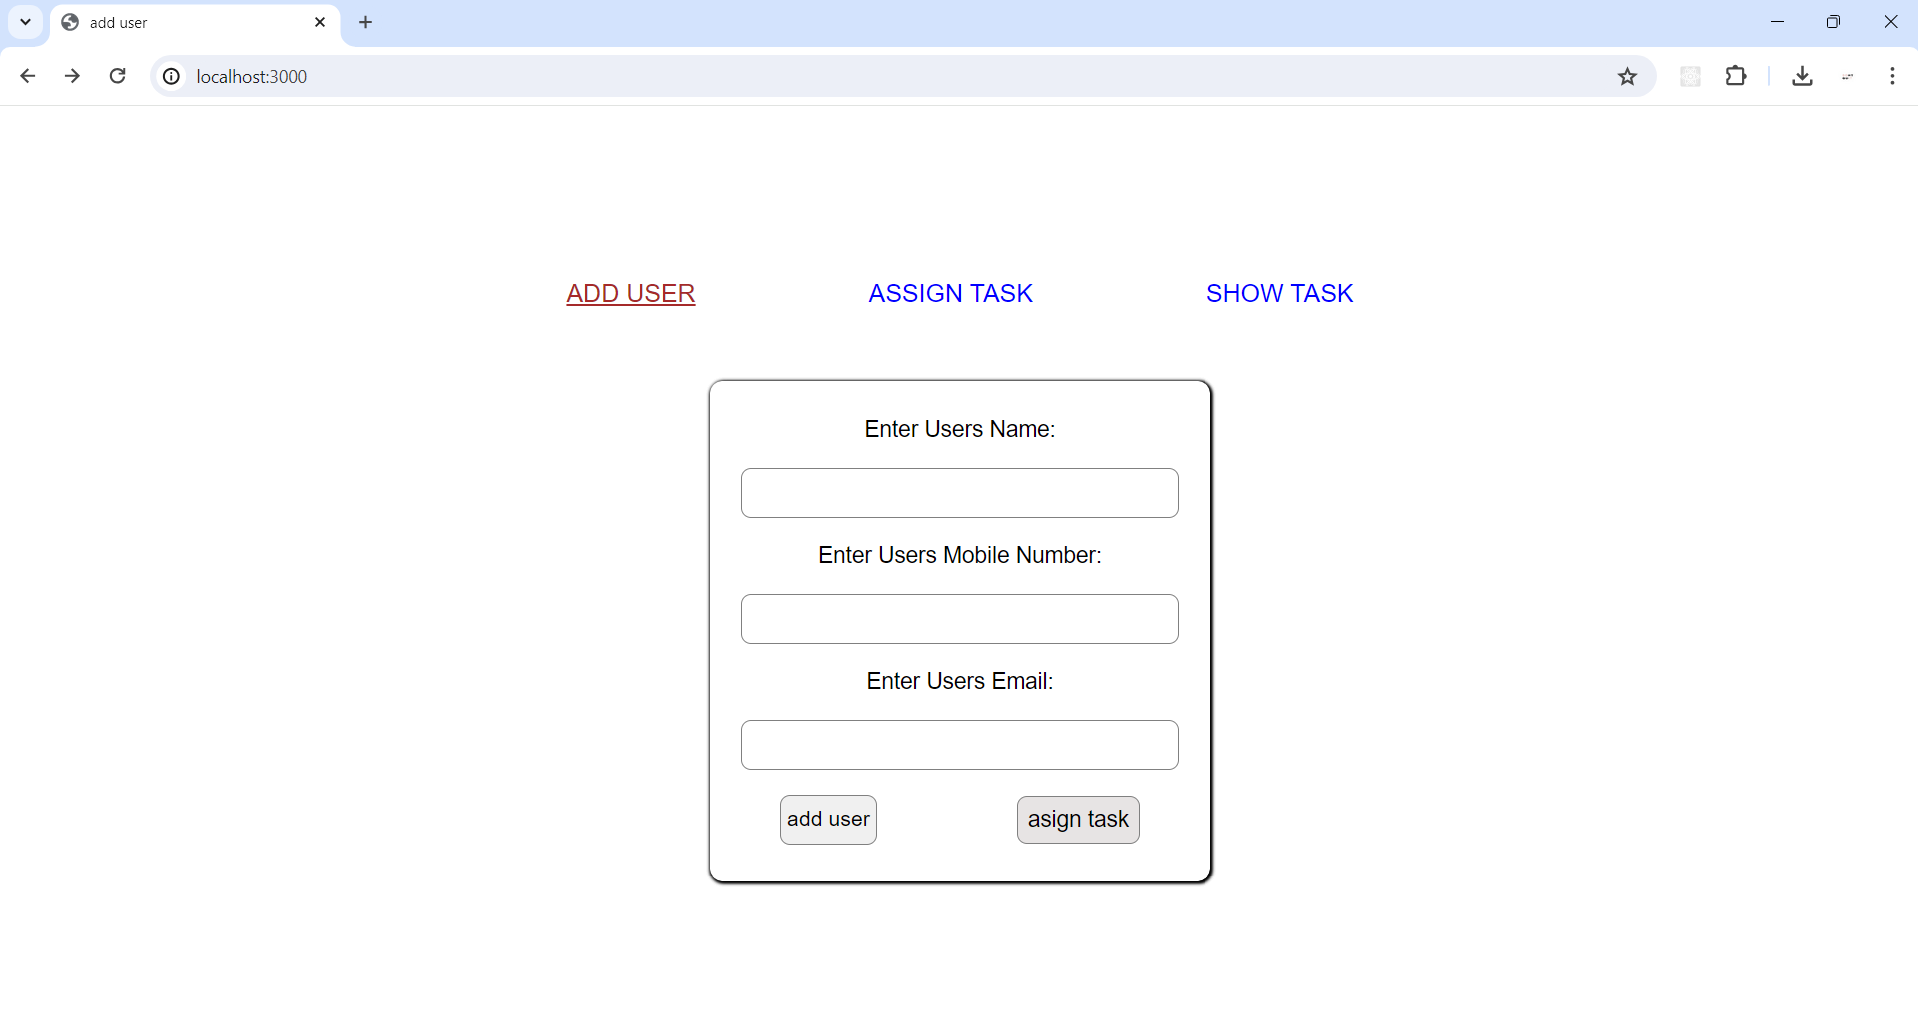 add user
localhost:3000
ADD USER ASSIGN TASK SHOW TASK
Enter Users Name:
Enter Users Mobile Number:
Enter Users Email:
add user asign task